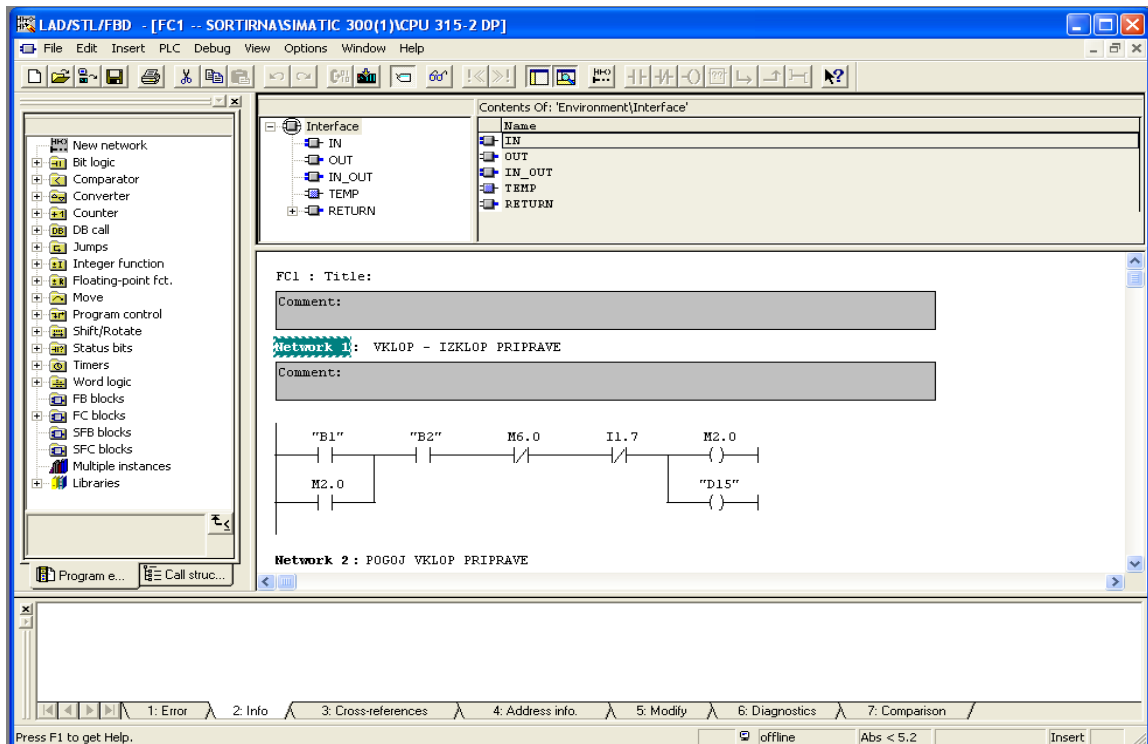 LAD/STL/FBD - [FC1 -- SORTIRNA\SIMATIC 300(1)\CPU 315-2 DP]
File Edit Insert PLC Debug View Options Window Help
New network
Bit logic
Comparator
Converter
Counter
DB call
Jumps
Integer function
Floating-point fct.
Move
Program control
Shift/Rotate
Status bits
Timers
Word logic
FB blocks
FC blocks
SFB blocks
SFC blocks
Multiple instances
Libraries
Program e... Call struc...
Interface
IN
OUT
IN_OUT
TEMP
RETURN
Contents Of: 'Environment\Interface'
Name
IN
OUT
IN_OUT
TEMP
RETURN
FC1 : Title:
Comment:
Network 1: VKLOP - IZKLOP PRIPRAVE
Comment:
"B1" "B2" M6.0 I1.7 M2.0
M2.0 "D15"
Network 2 : POGOJ VKLOP PRIPRAVE
1: Error 2: Info 3: Cross-references 4: Address info. 5: Modify 6: Diagnostics 7: Comparison
Press F1 to get Help. offline Abs < 5.2 Insert